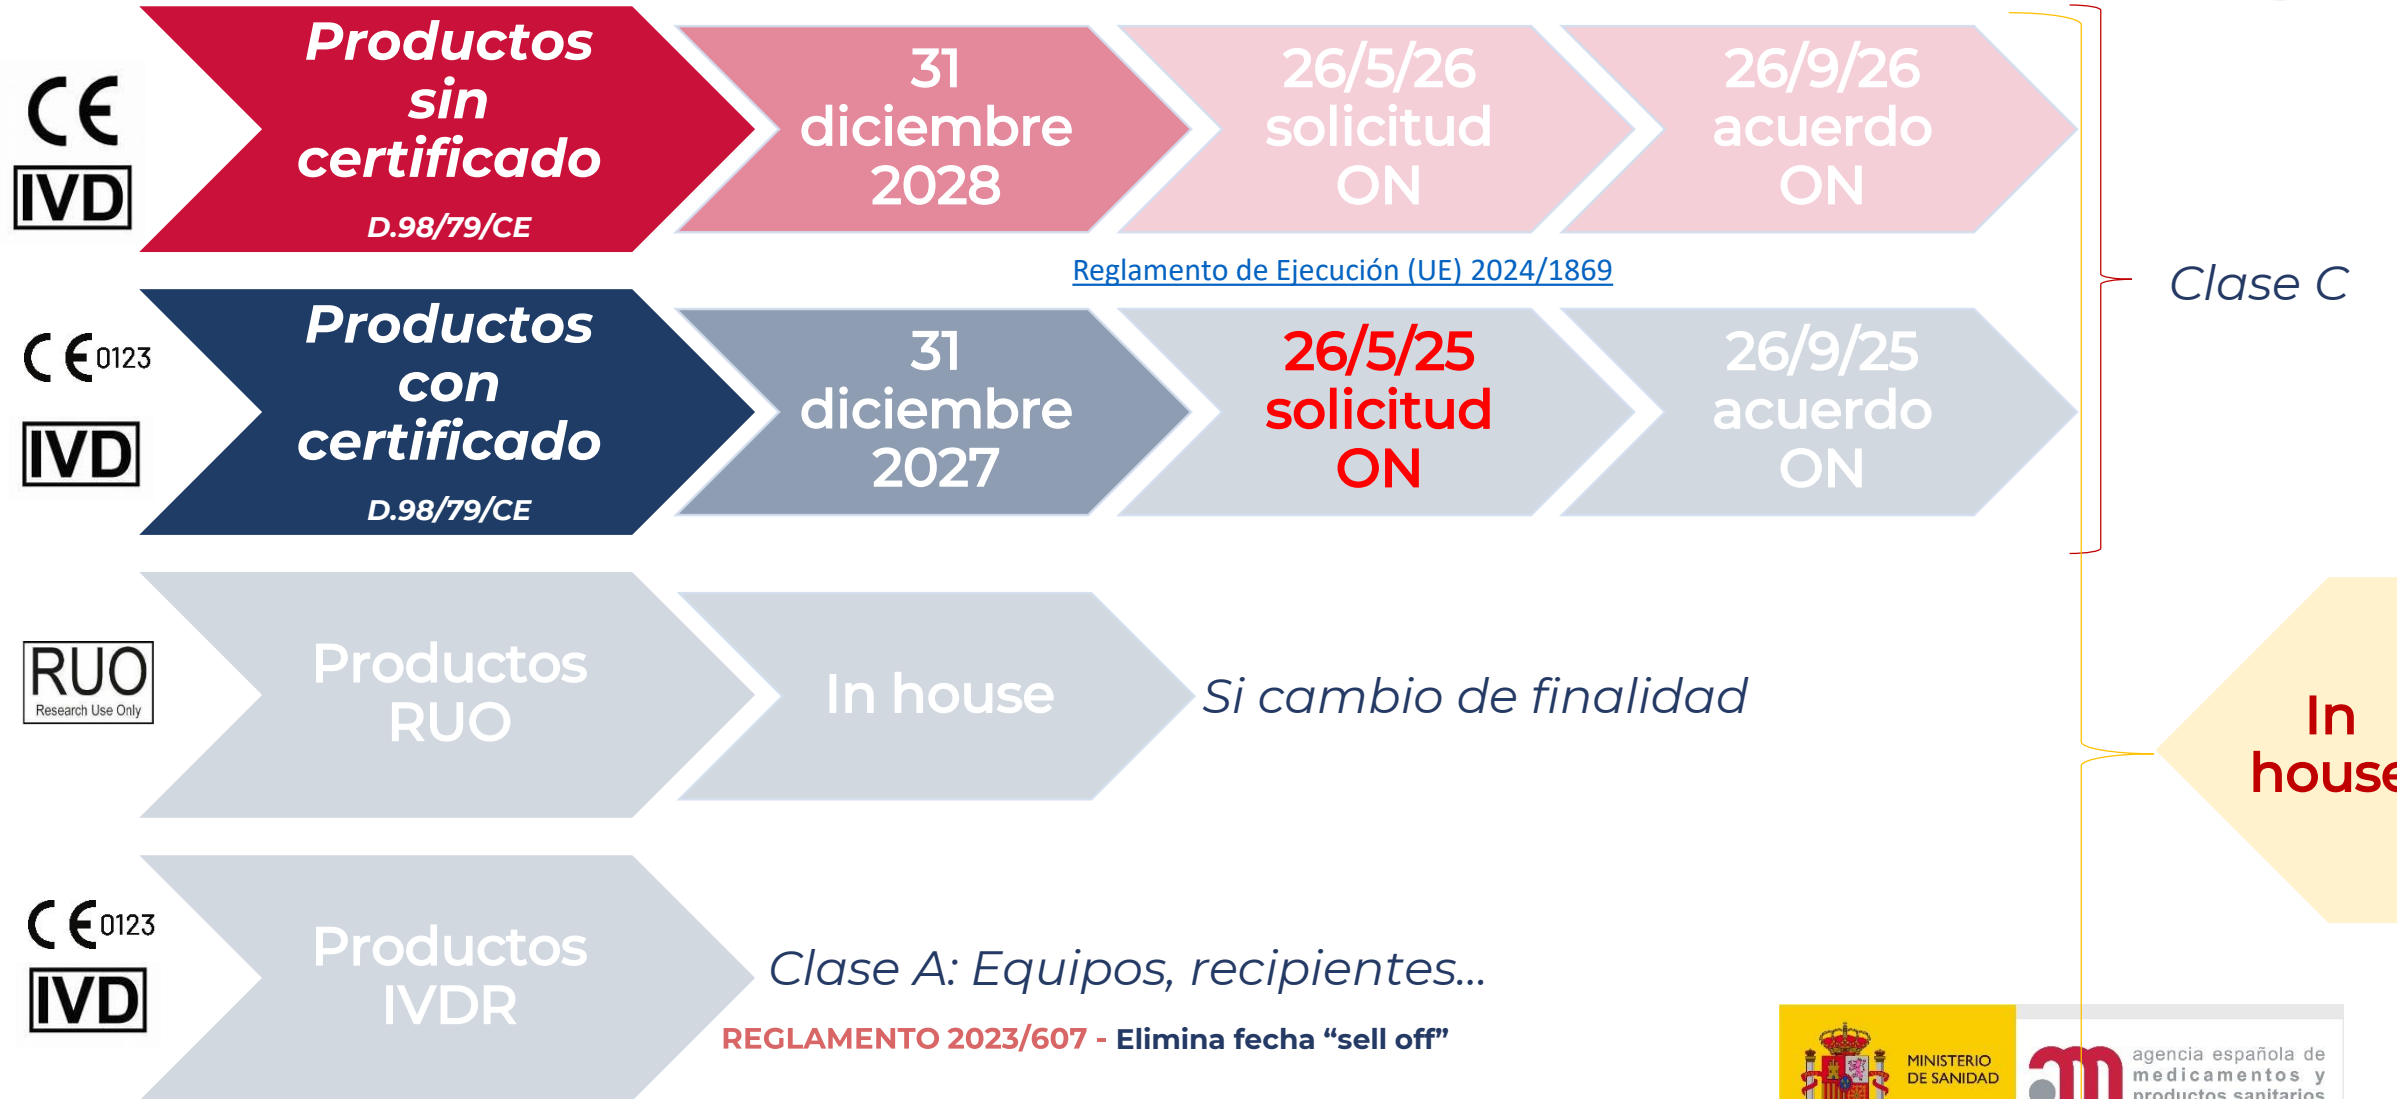 CE
IVD
Productos
sin
certificado
D.98/79/CE
31
diciembre
2028
26/5/26
solicitud
ON
26/9/26
acuerdo
ON
Reglamento de Ejecución (UE) 2024/1869
Clase C
CE 0123
IVD
Productos
con
certificado
D.98/79/CE
31
diciembre
2027
26/5/25
solicitud
ON
26/9/25
acuerdo
ON
RUO
Research Use Only
Productos
RUO
In house
Si cambio de finalidad
In
house
CE 0123
IVD
Productos
IVDR
Clase A: Equipos, recipientes...
REGLAMENTO 2023/607 - Elimina fecha “sell off”
MINISTERIO
DE SANIDAD
am
agencia española de
medicamentos y
productos sanitarios